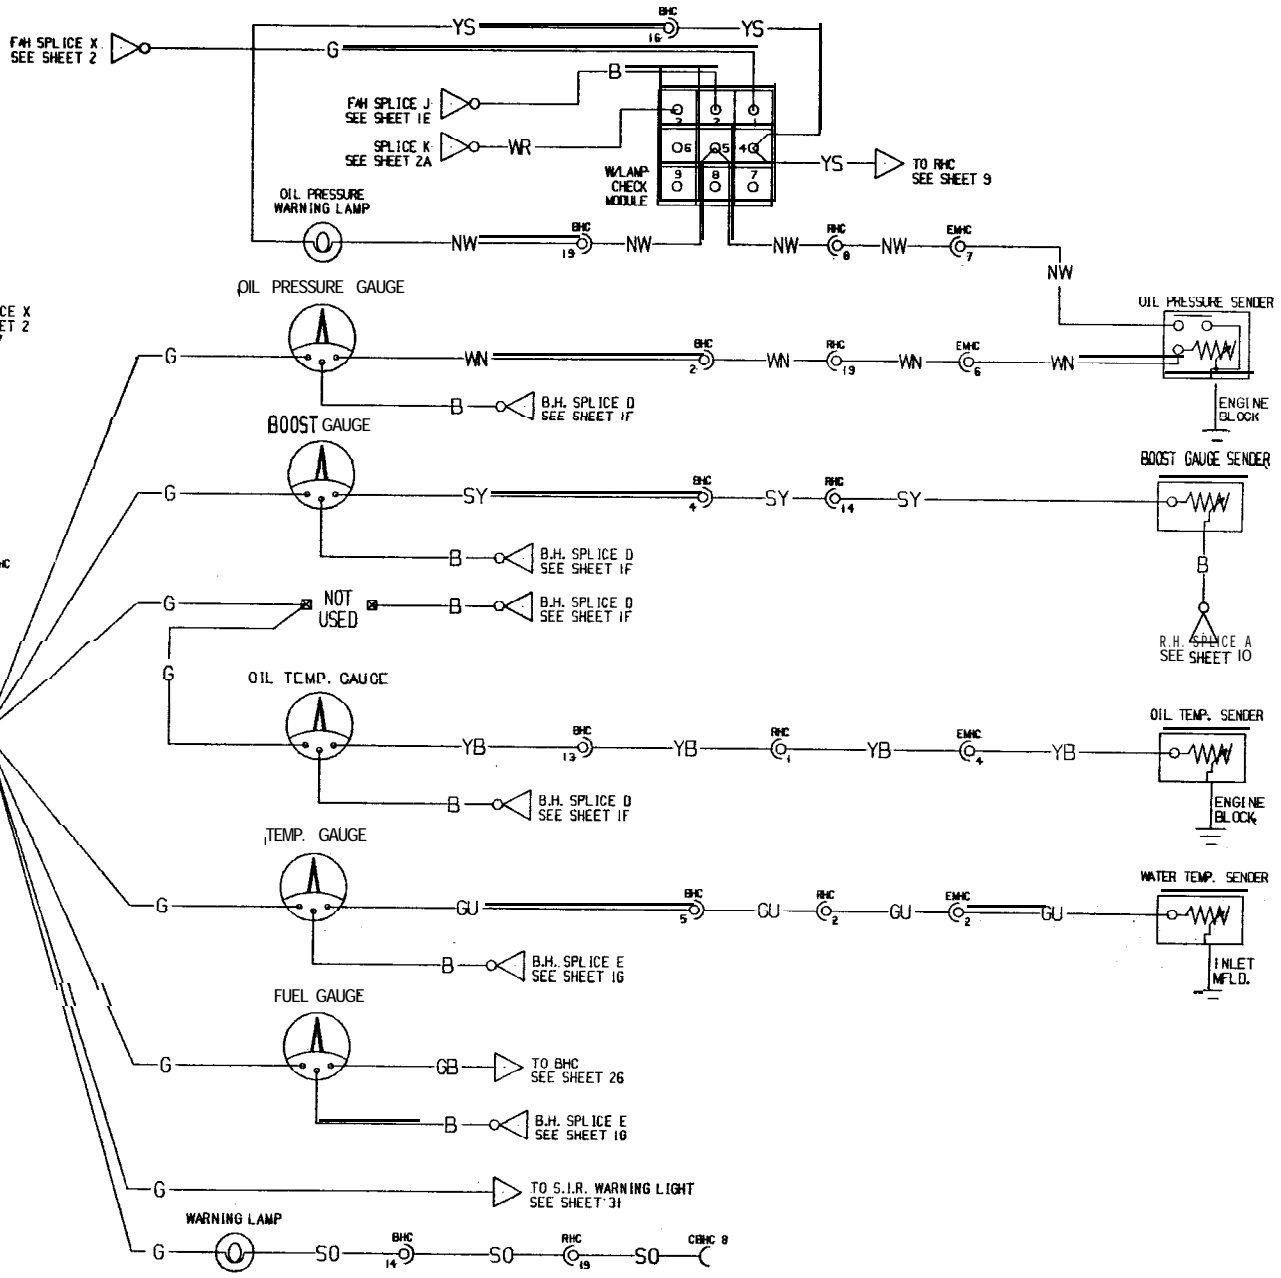 BHC
YS
16
YS
F/H SPLICE X
SEE SHEET 2
G
B
F/H SPLICE J
SEE SHEET 1E
3
2
1
SPLICE K
SEE SHEET 2A
WR
6
5
4
YS
TO RHC
SEE SHEET 9
W/LAMP
CHECK
MODULE
9
8
7
OIL PRESSURE
WARNING LAMP
NW
BHC
19
NW
NW
RHC
8
NW
EMHC
7
NW
OIL PRESSURE GAUGE
OIL PRESSURE SENDER
CE X
ET 2
G
WN
BHC
2
WN
RHC
19
WN
EMHC
6
WN
B
B.H. SPLICE D
SEE SHEET 1F
ENGINE
BLOCK
BOOST GAUGE
BOOST GAUGE SENDER
G
SY
BHC
4
SY
RHC
14
SY
B
B.H. SPLICE D
SEE SHEET 1F
B
HC
G
NOT
USED
B
B.H. SPLICE D
SEE SHEET 1F
R.H. SPLICE A
SEE SHEET 10
G
OIL TEMP. GAUGE
OIL TEMP. SENDER
YB
BHC
13
YB
RHC
1
YB
EMHC
4
YB
B
B.H. SPLICE D
SEE SHEET 1F
ENGINE
BLOCK
TEMP. GAUGE
WATER TEMP. SENDER
G
GU
BHC
5
GU
RHC
2
GU
EMHC
2
GU
B
B.H. SPLICE E
SEE SHEET 1G
INLET
MFLD.
FUEL GAUGE
G
GB
TO BHC
SEE SHEET 26
B
B.H. SPLICE E
SEE SHEET 1G
G
TO S.I.R. WARNING LIGHT
SEE SHEET 31
WARNING LAMP
G
SO
BHC
14
SO
RHC
19
SO
CBHC 8